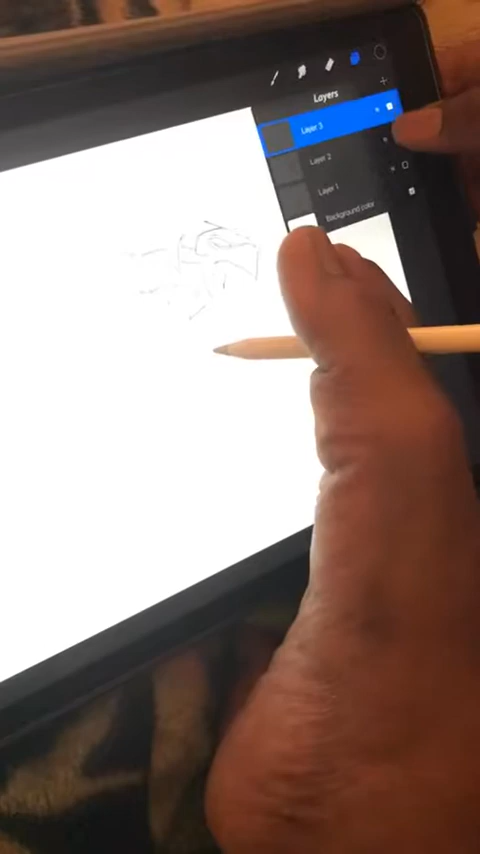 Layers
Layer 3
N
Layer 2
N
Layer 1
N
Background color